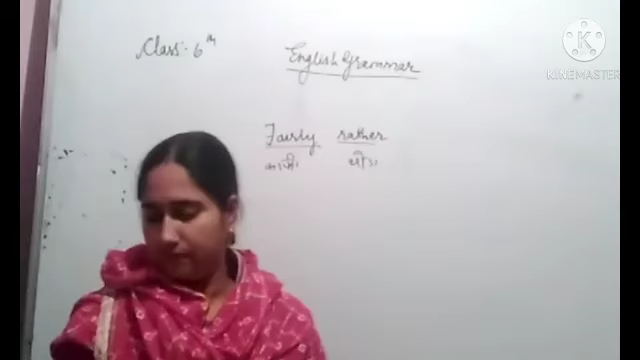 Class:- 6th
English Grammar
Fairly rather
काफी थोड़ा
KINEMASTER